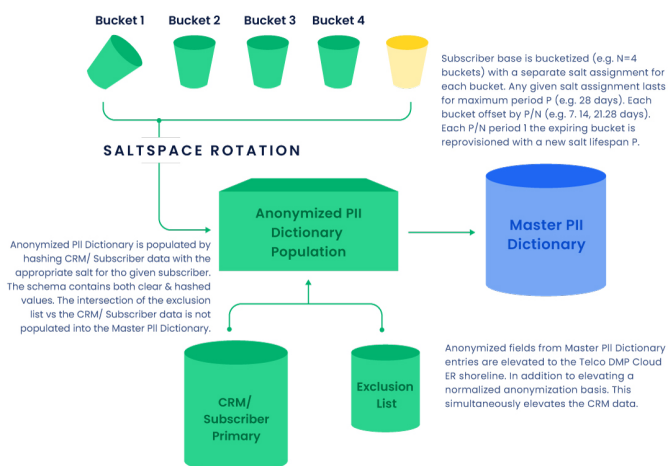 Bucket 1
Bucket 2
Bucket 3
Bucket 4
Subscriber base is bucketized (e.g. N=4
buckets) with a separate salt assignment for
each bucket. Any given salt assignment lasts
for maximum period P (e.g. 28 days). Each
bucket offset by P/N (e.g. 7. 14, 21.28 days).
Each P/N period 1 the expiring bucket is
reprovisioned with a new salt lifespan P.
SALTSPACE ROTATION
Anonymized PII
Dictionary
Population
Master PII
Dictionary
Anonymized PII Dictionary is populated by
hashing CRM/ Subscriber data with the
appropriate salt for tho given subscriber.
The schema contains both clear & hashed
values. The intersection of the exclusion
list vs the CRM/ Subscriber data is not
populated into the Master PII Dictionary.
CRM/
Subscriber
Primary
Exclusion
List
Anonymized fields from Master PII Dictionary
entries are elevated to the Telco DMP Cloud
ER shoreline. In addition to elevating a
normalized anonymization basis. This
simultaneously elevates the CRM data.